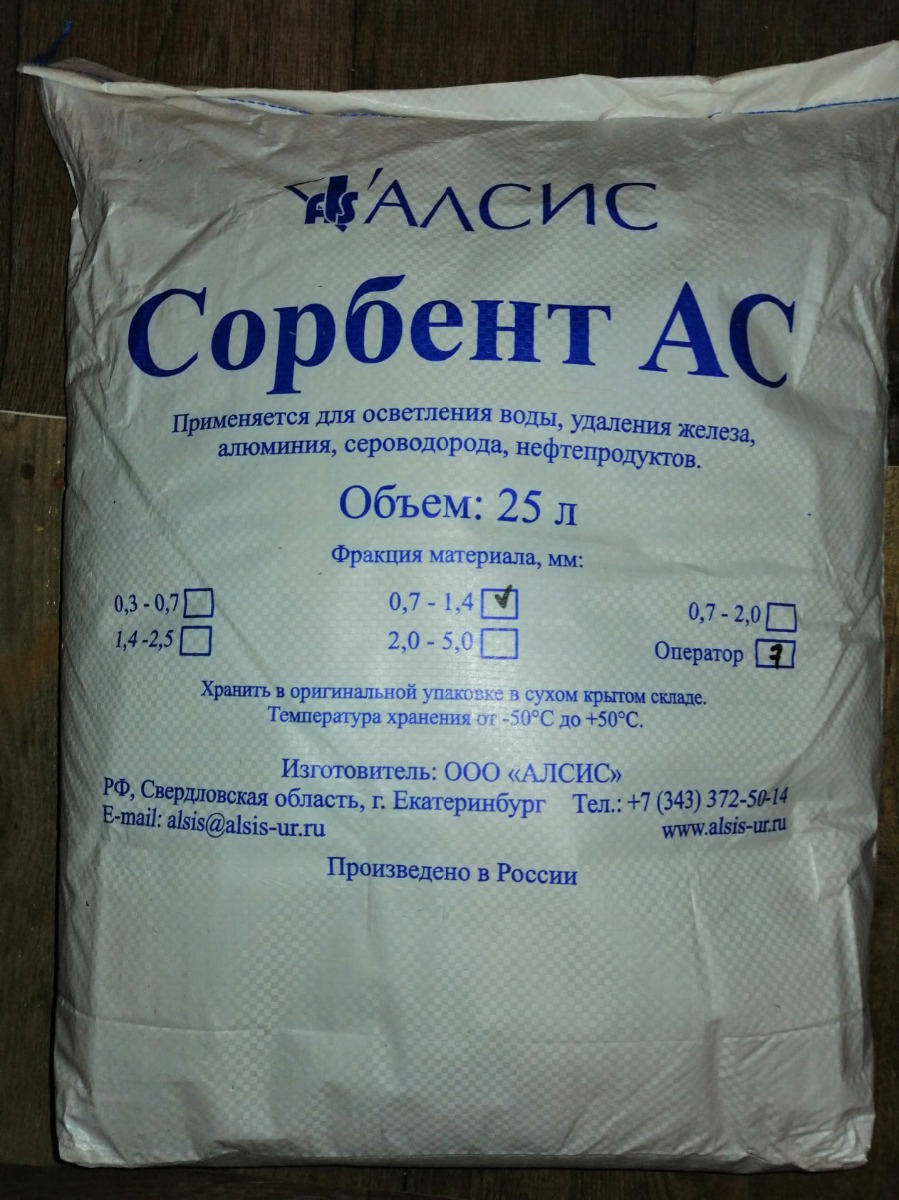 ALS АЛСИС
Сорбент АС
Применяется для осветления воды, удаления железа,
алюминия, сероводорода, нефтепродуктов.
Объем: 25 л
Фракция материала, мм:
0,3 - 0,7 0,7 - 1,4 ✓ 0,7 - 2,0
1,4 -2,5 2,0 - 5,0 Оператор 7
Хранить в оригинальной упаковке в сухом крытом складе.
Температура хранения от -50°С до +50°С.
Изготовитель: ООО «АЛСИС»
РФ, Свердловская область, г. Екатеринбург Тел.: +7 (343) 372-50-14
E-mail: alsis@alsis-ur.ru www.alsis-ur.ru
Произведено в России